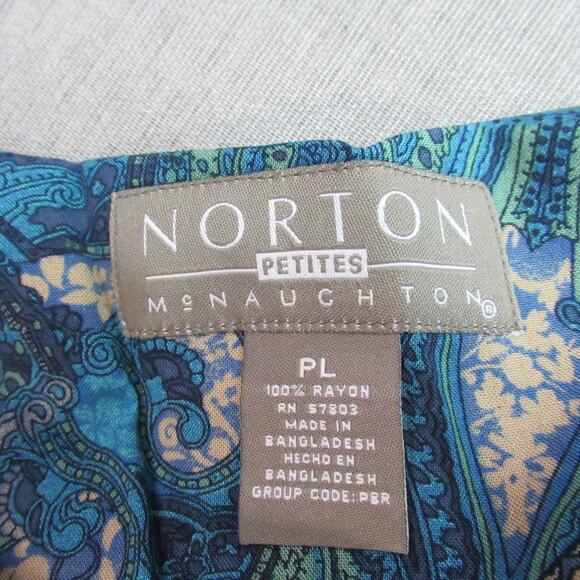 NORTON
PETITES
McNAUGHTON®
PL
100% RAYON
RN 57803
MADE IN
BANGLADESH
HECHO EN
BANGLADESH
GROUP CODE:PBR